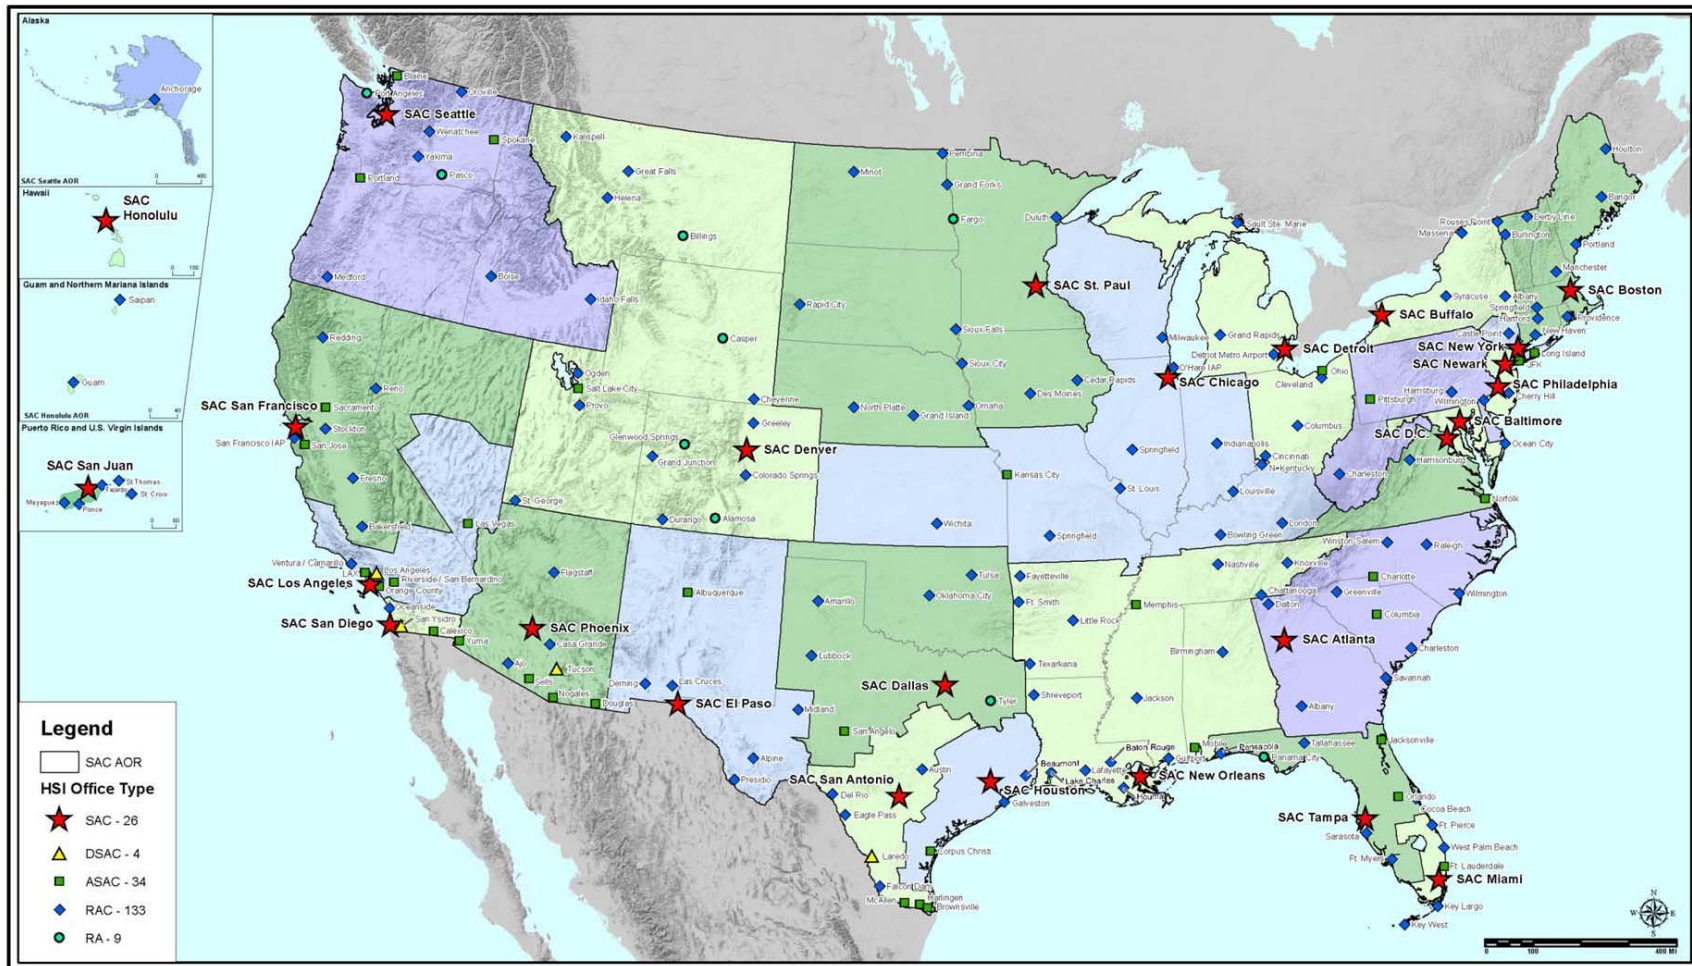 Alaska
Anchorage
SAC Seattle AOR
0 400
Hawaii
SAC
Honolulu
0 100
Guam and Northern Mariana Islands
Saipan
Guam
SAC Honolulu AOR
0 40
Puerto Rico and U.S. Virgin Islands
SAC San Juan
St Thomas
Fajardo
St. Croix
Mayaguez
Ponce
0 50
Legend
SAC AOR
HSI Office Type
SAC - 26
DSAC - 4
ASAC - 34
RAC - 133
RA - 9
Blaine
Port Angeles
Oroville
SAC Seattle
Wenatchee
Spokane
Yakima
Portland
Pasco
Medford
Boise
Idaho Falls
Kalispell
Great Falls
Helena
Billings
Casper
Cheyenne
Ogden
Salt Lake City
Provo
Greeley
Glenwood Springs
Grand Junction
SAC Denver
Colorado Springs
St. George
Durango
Alamosa
Redding
Reno
SAC San Francisco
Sacramento
Stockton
San Francisco IAP
San Jose
Fresno
Bakersfield
Las Vegas
Ventura / Camarillo
LAX
Los Angeles
SAC Los Angeles
Riverside / San Bernardino
Orange County
Oceanside
SAC San Diego
San Ysidro
Calexico
Yuma
Flagstaff
SAC Phoenix
Casa Grande
Ajo
Tucson
Sells
Nogales
Douglas
Albuquerque
Deming
Las Cruces
SAC El Paso
Midland
Alpine
Presidio
Pembina
Minot
Grand Forks
Fargo
Duluth
SAC St. Paul
Rapid City
Sioux Falls
Sioux City
Des Moines
Cedar Rapids
North Platte
Grand Island
Omaha
Kansas City
Wichita
St. Louis
Springfield
Springfield
Milwaukee
O'Hare IAP
SAC Chicago
Indianapolis
Cincinnati
N. Kentucky
Louisville
London
Bowling Green
Sault Ste. Marie
Grand Rapids
Detroit Metro Airport
SAC Detroit
Ohio
Cleveland
Columbus
Tulsa
Oklahoma City
Amarillo
Lubbock
SAC Dallas
Tyler
San Angelo
Austin
SAC San Antonio
Del Rio
Eagle Pass
Laredo
Falcon Dam
McAllen
Harlingen
Brownsville
Corpus Christi
SAC Houston
Galveston
Beaumont
Lake Charles
Lafayette
Baton Rouge
Houma
SAC New Orleans
Gulfport
Mobile
Pensacola
Panama City
Fayetteville
Ft. Smith
Little Rock
Texarkana
Shreveport
Jackson
Memphis
Nashville
Knoxville
Chattanooga
Dalton
Birmingham
SAC Atlanta
Albany
Savannah
Charleston
Columbia
Greenville
Charlotte
Winston-Salem
Raleigh
Wilmington
Tallahassee
Jacksonville
Orlando
Cocoa Beach
SAC Tampa
Sarasota
Ft. Pierce
West Palm Beach
Ft. Myers
Ft. Lauderdale
SAC Miami
Key Largo
Key West
Houlton
Bangor
Rouses Point
Derby Line
Massena
Burlington
Portland
Manchester
SAC Boston
Syracuse
Albany
Springfield
Hartford
Providence
SAC Buffalo
Castle Point
New Haven
SAC New York
Long Island
JFK
SAC Newark
SAC Philadelphia
Harrisburg
Cherry Hill
Wilmington
Pittsburgh
SAC Baltimore
SAC D.C.
Ocean City
Harrisonburg
Charleston
Norfolk
N
W E
S
0 100 400 MI